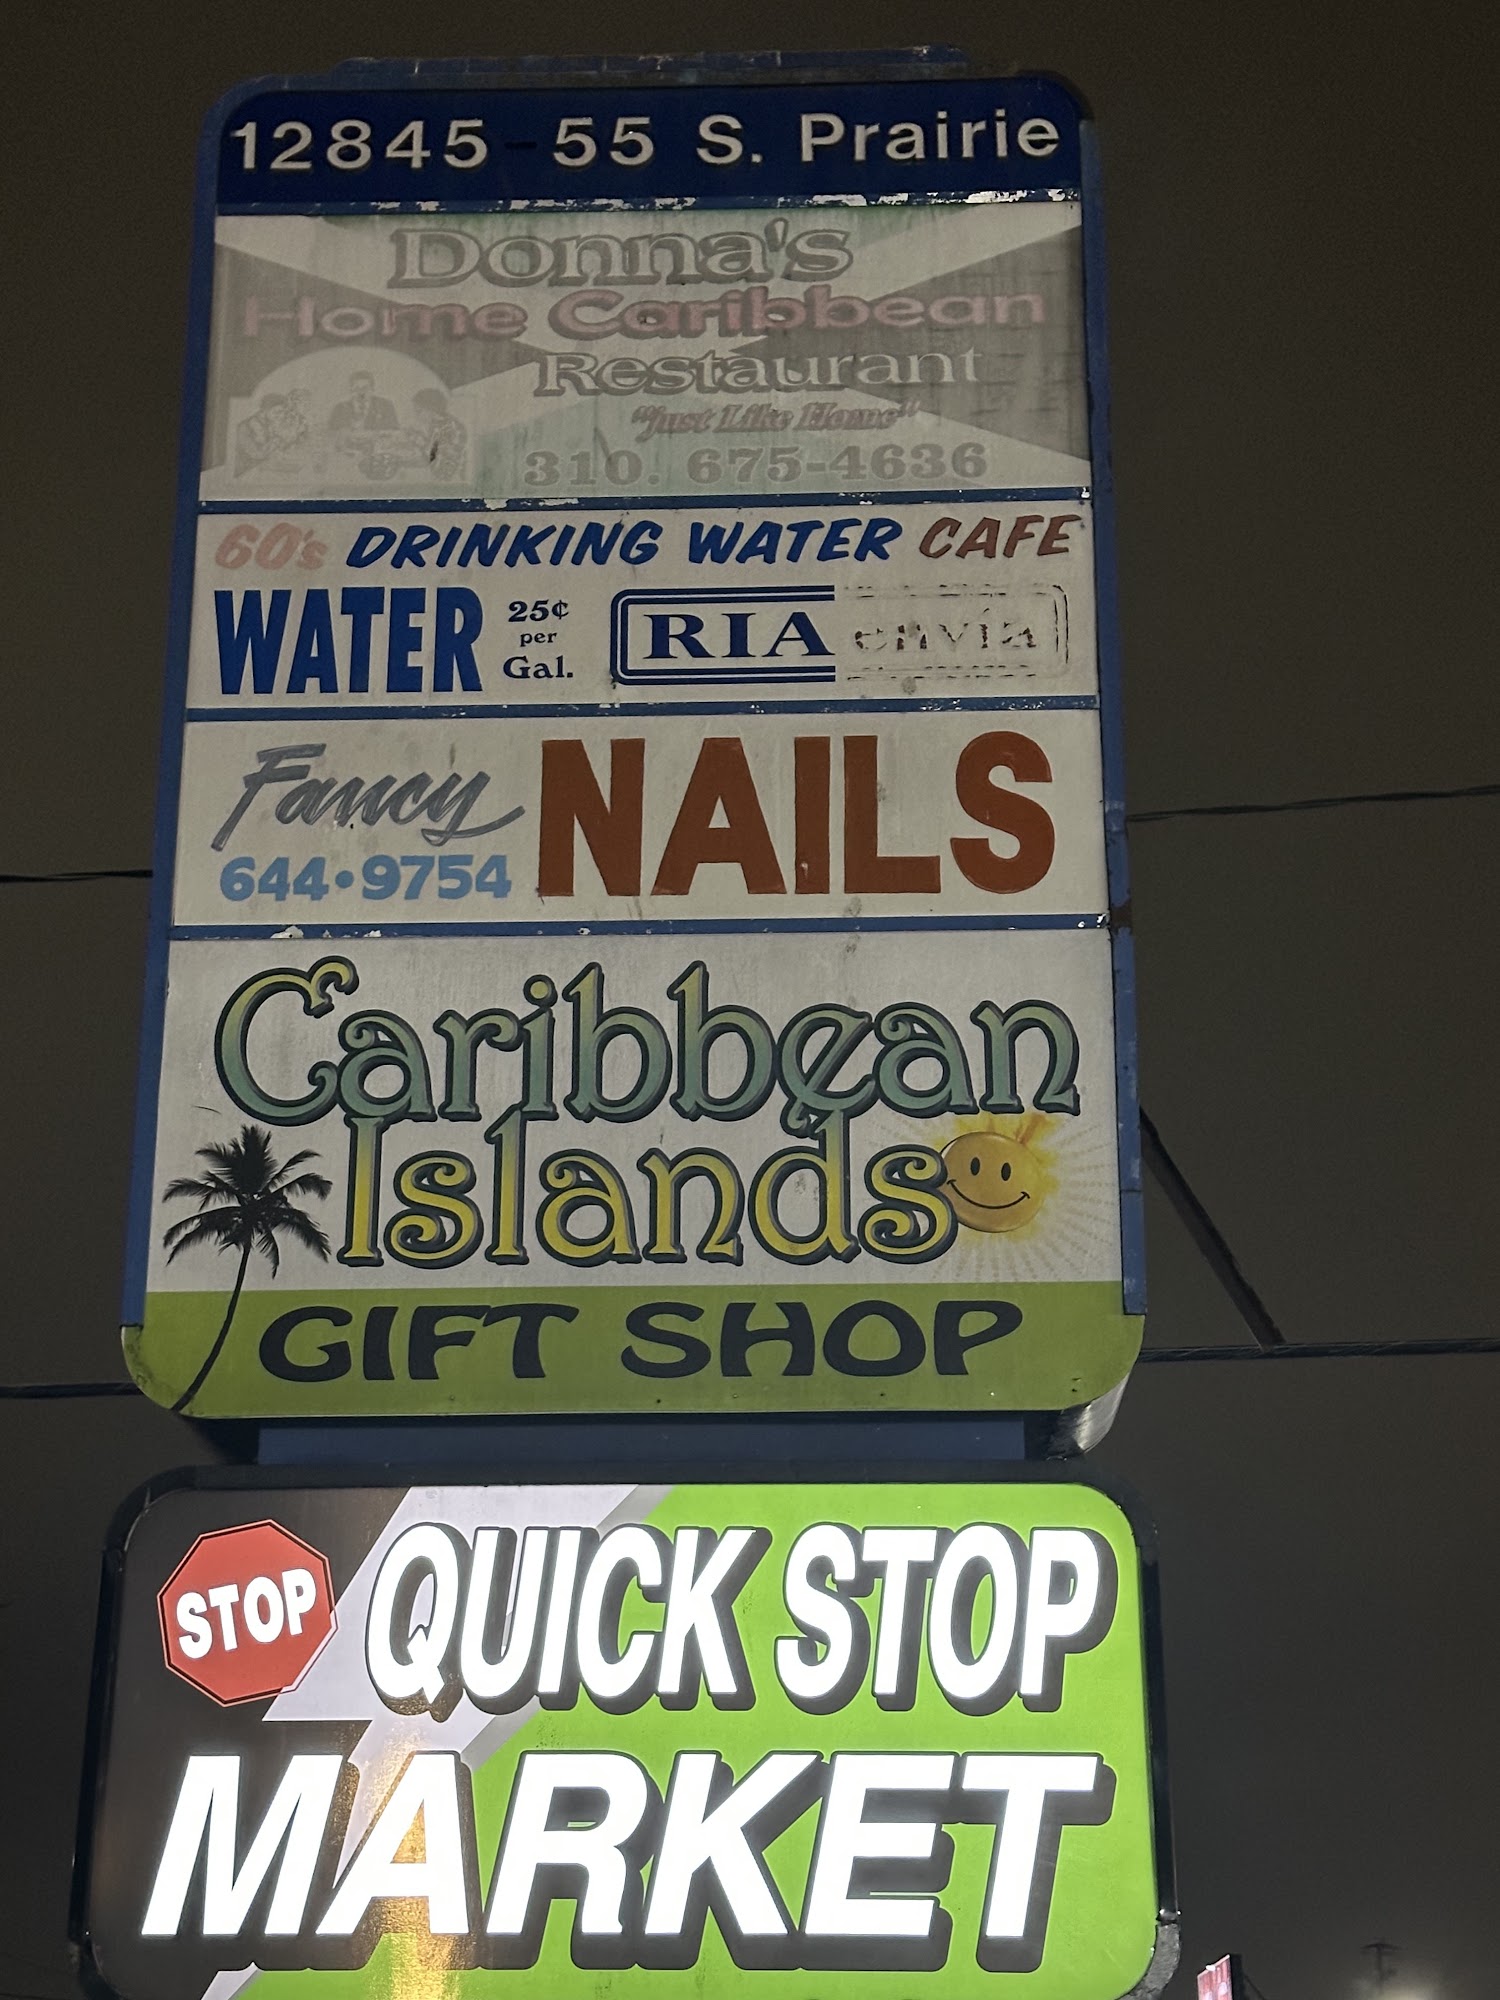 12845-55 S. Prairie
Donna's
Home Caribbean
Restaurant
"Just Like Home"
310. 675-4636
60's DRINKING WATER CAFE
WATER 25¢ per Gal. RIA envía
Fancy NAILS
644•9754
Caribbean
Islands
GIFT SHOP
STOP QUICK STOP
MARKET